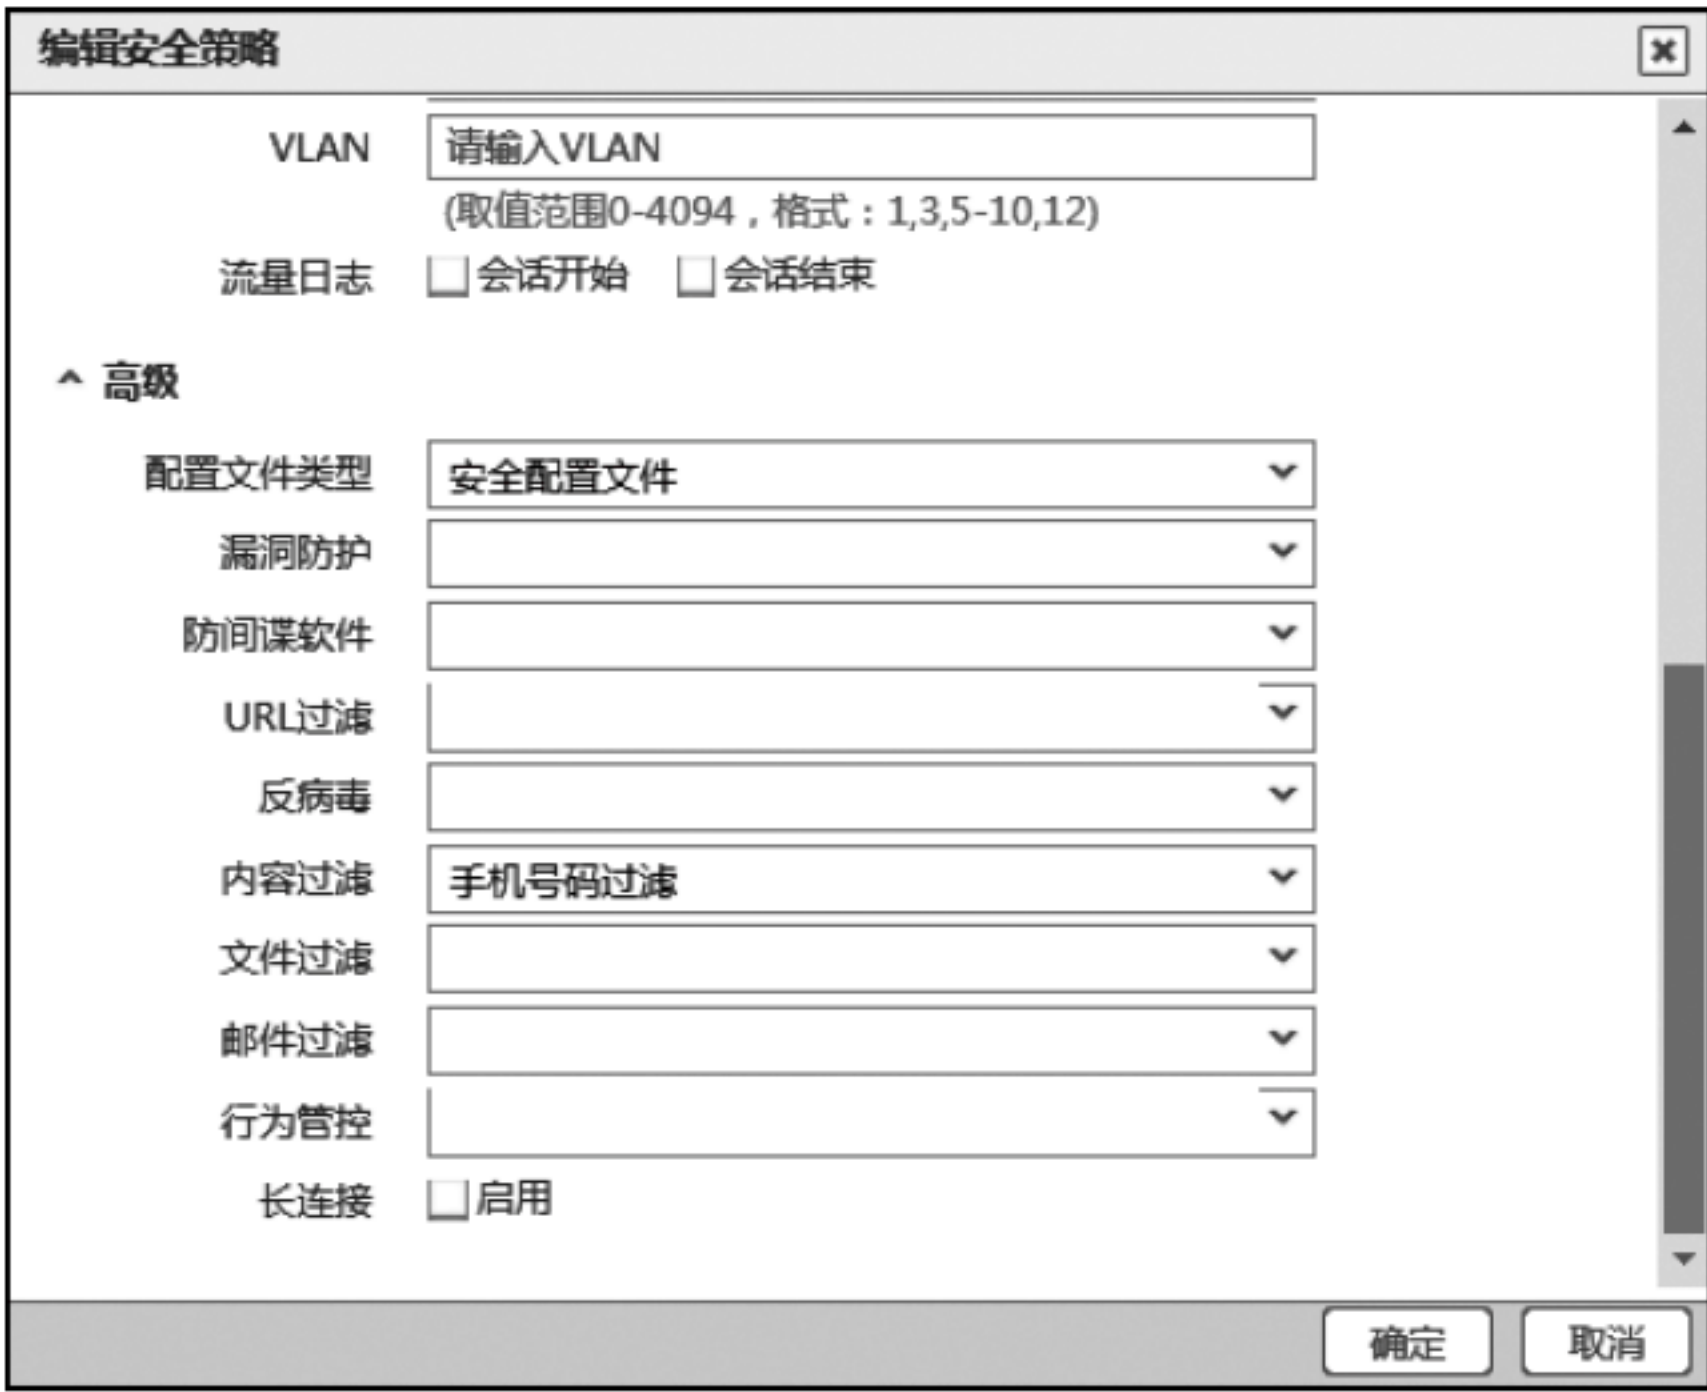 编辑安全策略
VLAN 请输入VLAN
(取值范围0-4094，格式：1,3,5-10,12)
流量日志 会话开始 会话结束
高级
配置文件类型 安全配置文件
漏洞防护
防间谍软件
URL过滤
反病毒
内容过滤 手机号码过滤
文件过滤
邮件过滤
行为管控
长连接 启用
确定 取消